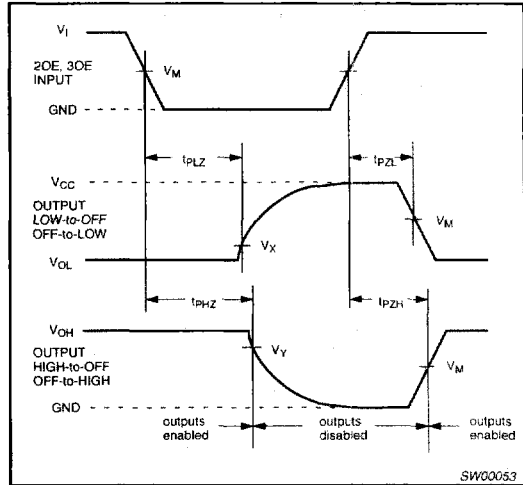 VI
2OE, 3OE
INPUT
VM
GND
tPLZ
tPZL
VCC
OUTPUT
LOW-to-OFF
OFF-to-LOW
VM
VX
VOL
tPHZ
tPZH
VOH
OUTPUT
HIGH-to-OFF
OFF-to-HIGH
VY
VM
GND
outputs
enabled
outputs
disabled
outputs
enabled
SW00053